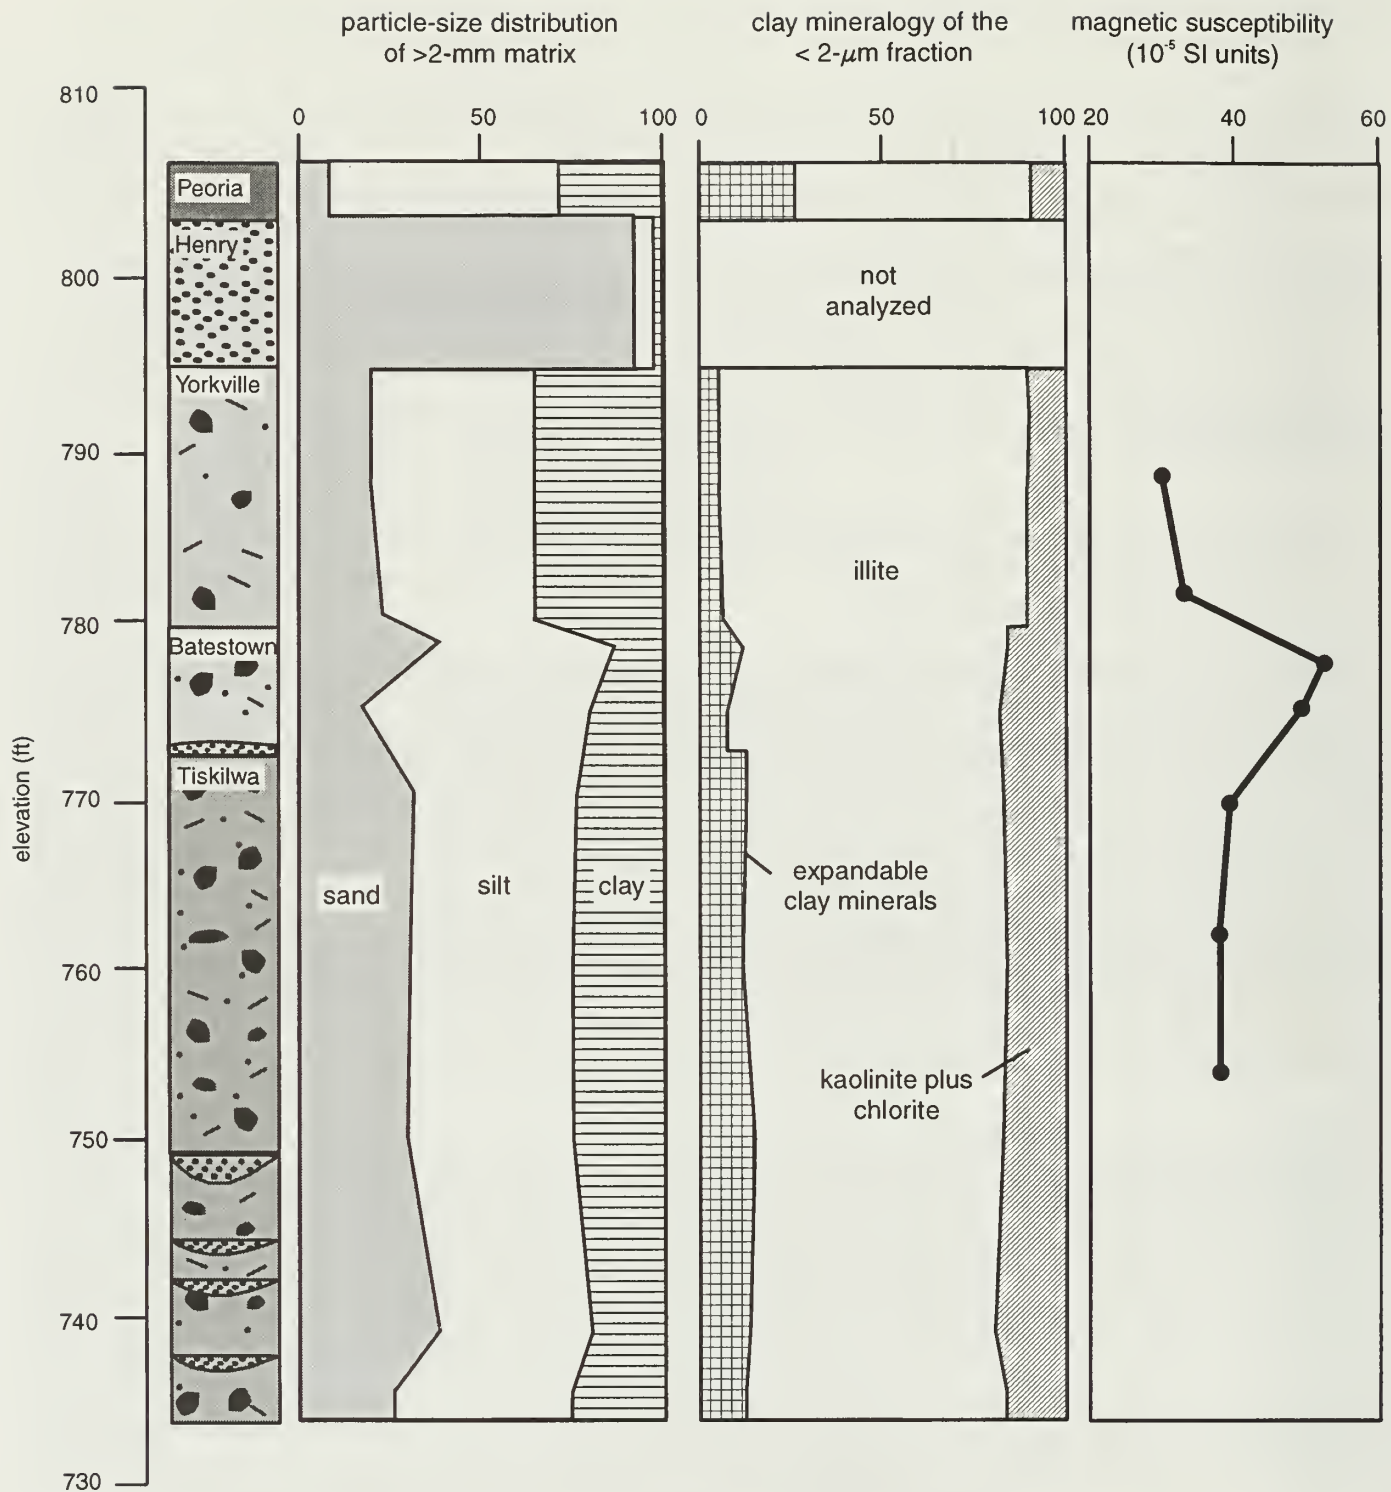 particle-size distribution
of >2-mm matrix
clay mineralogy of the
< 2-μm fraction
magnetic susceptibility
(10⁻⁵ SI units)
0 50 100
0 50 100
20 40 60
810
800
790
780
770
760
750
740
730
elevation (ft)
Peoria
Henry
Yorkville
Batestown
Tiskilwa
sand
silt
clay
not
analyzed
illite
expandable
clay minerals
kaolinite plus
chlorite